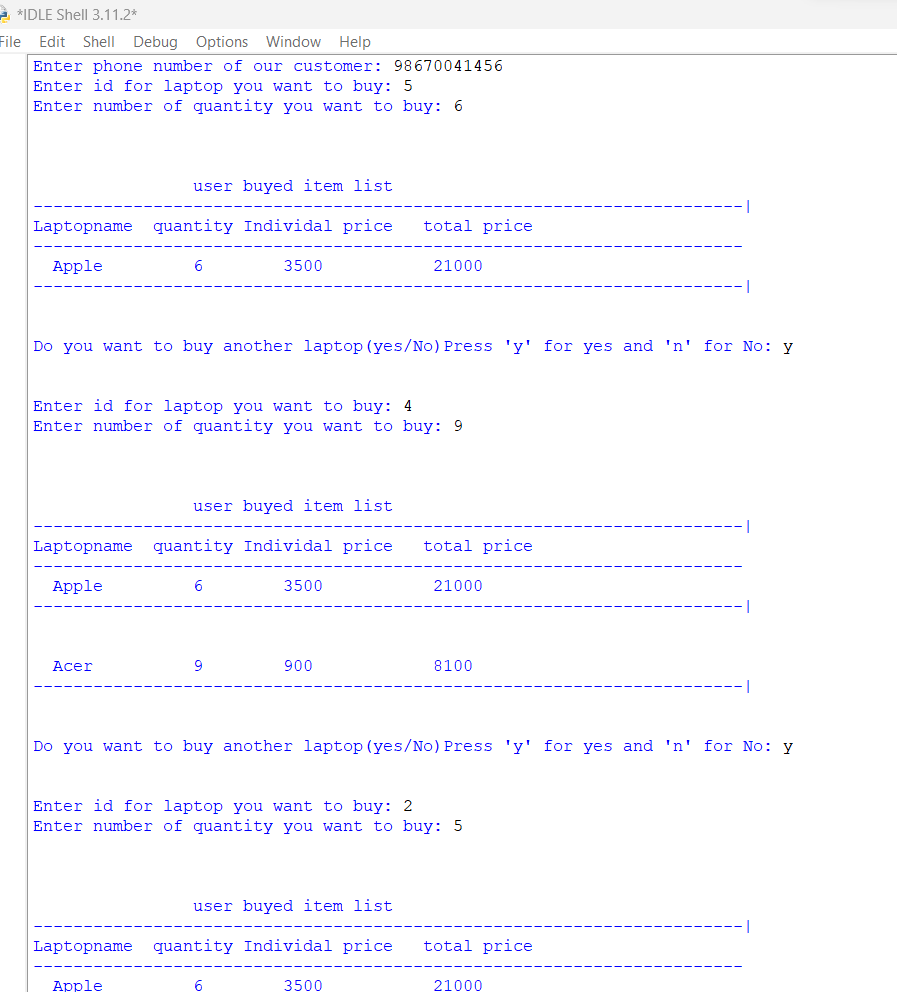 *IDLE Shell 3.11.2*
File Edit Shell Debug Options Window Help
Enter phone number of our customer: 98670041456
Enter id for laptop you want to buy: 5
Enter number of quantity you want to buy: 6
user buyed item list
-----------------------------------------------------------------------|
Laptopname  quantity Individal price   total price
-----------------------------------------------------------------------
Apple         6        3500           21000
-----------------------------------------------------------------------|
Do you want to buy another laptop(yes/No)Press 'y' for yes and 'n' for No: y
Enter id for laptop you want to buy: 4
Enter number of quantity you want to buy: 9
user buyed item list
-----------------------------------------------------------------------|
Laptopname  quantity Individal price   total price
-----------------------------------------------------------------------
Apple         6        3500           21000
-----------------------------------------------------------------------|
Acer          9        900            8100
-----------------------------------------------------------------------|
Do you want to buy another laptop(yes/No)Press 'y' for yes and 'n' for No: y
Enter id for laptop you want to buy: 2
Enter number of quantity you want to buy: 5
user buyed item list
-----------------------------------------------------------------------|
Laptopname  quantity Individal price   total price
-----------------------------------------------------------------------
Apple         6        3500           21000